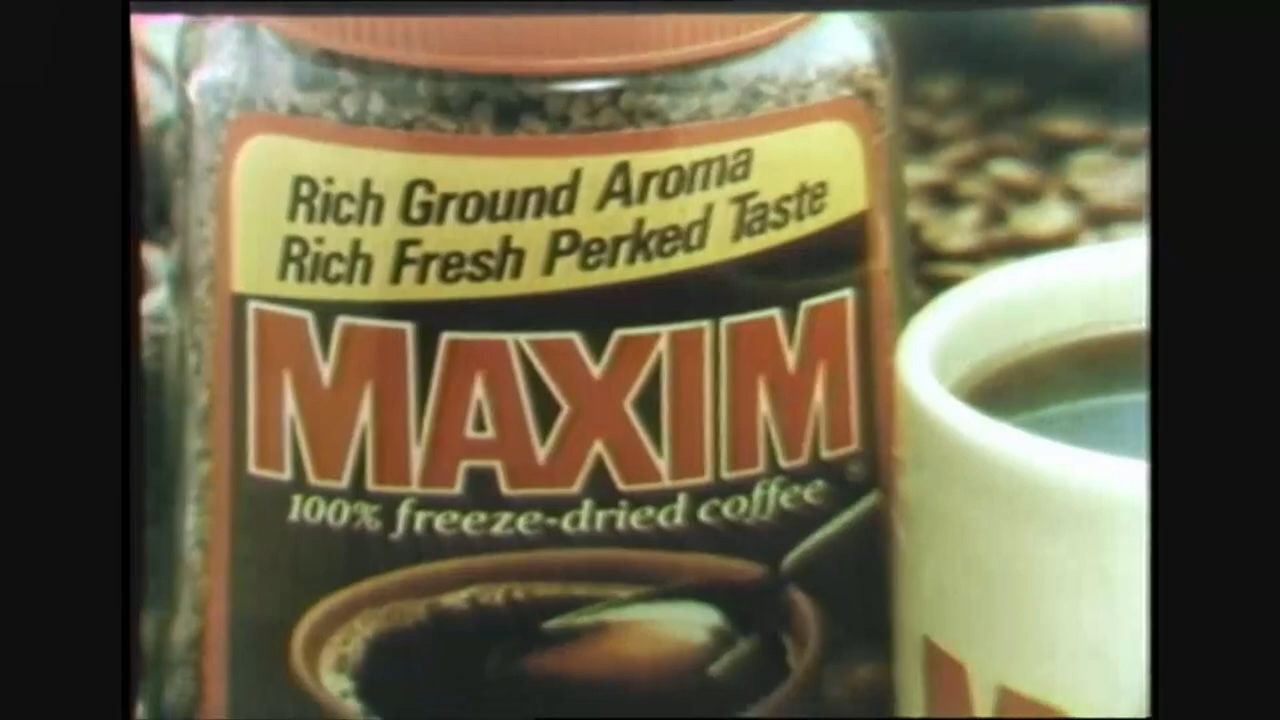 Rich Ground Aroma
Rich Fresh Perked Taste
MAXIM
100% freeze-dried coffee